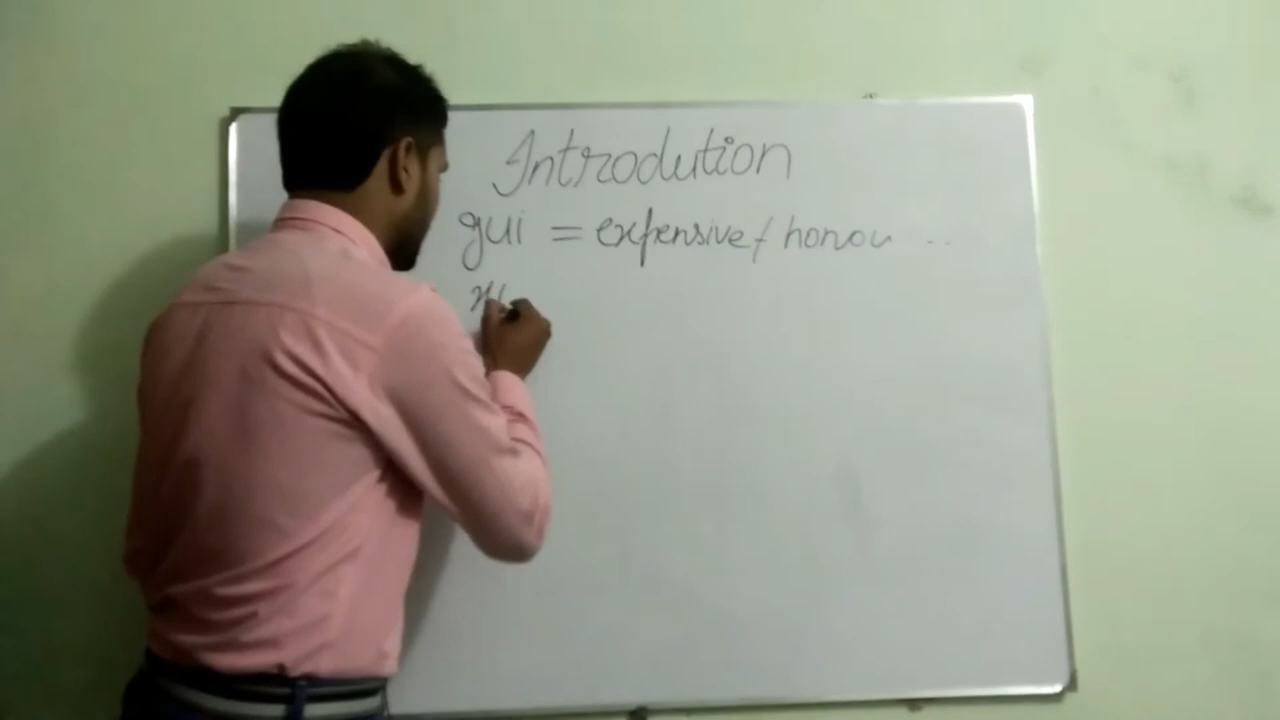 Introdution
gui = expensive / honou ..